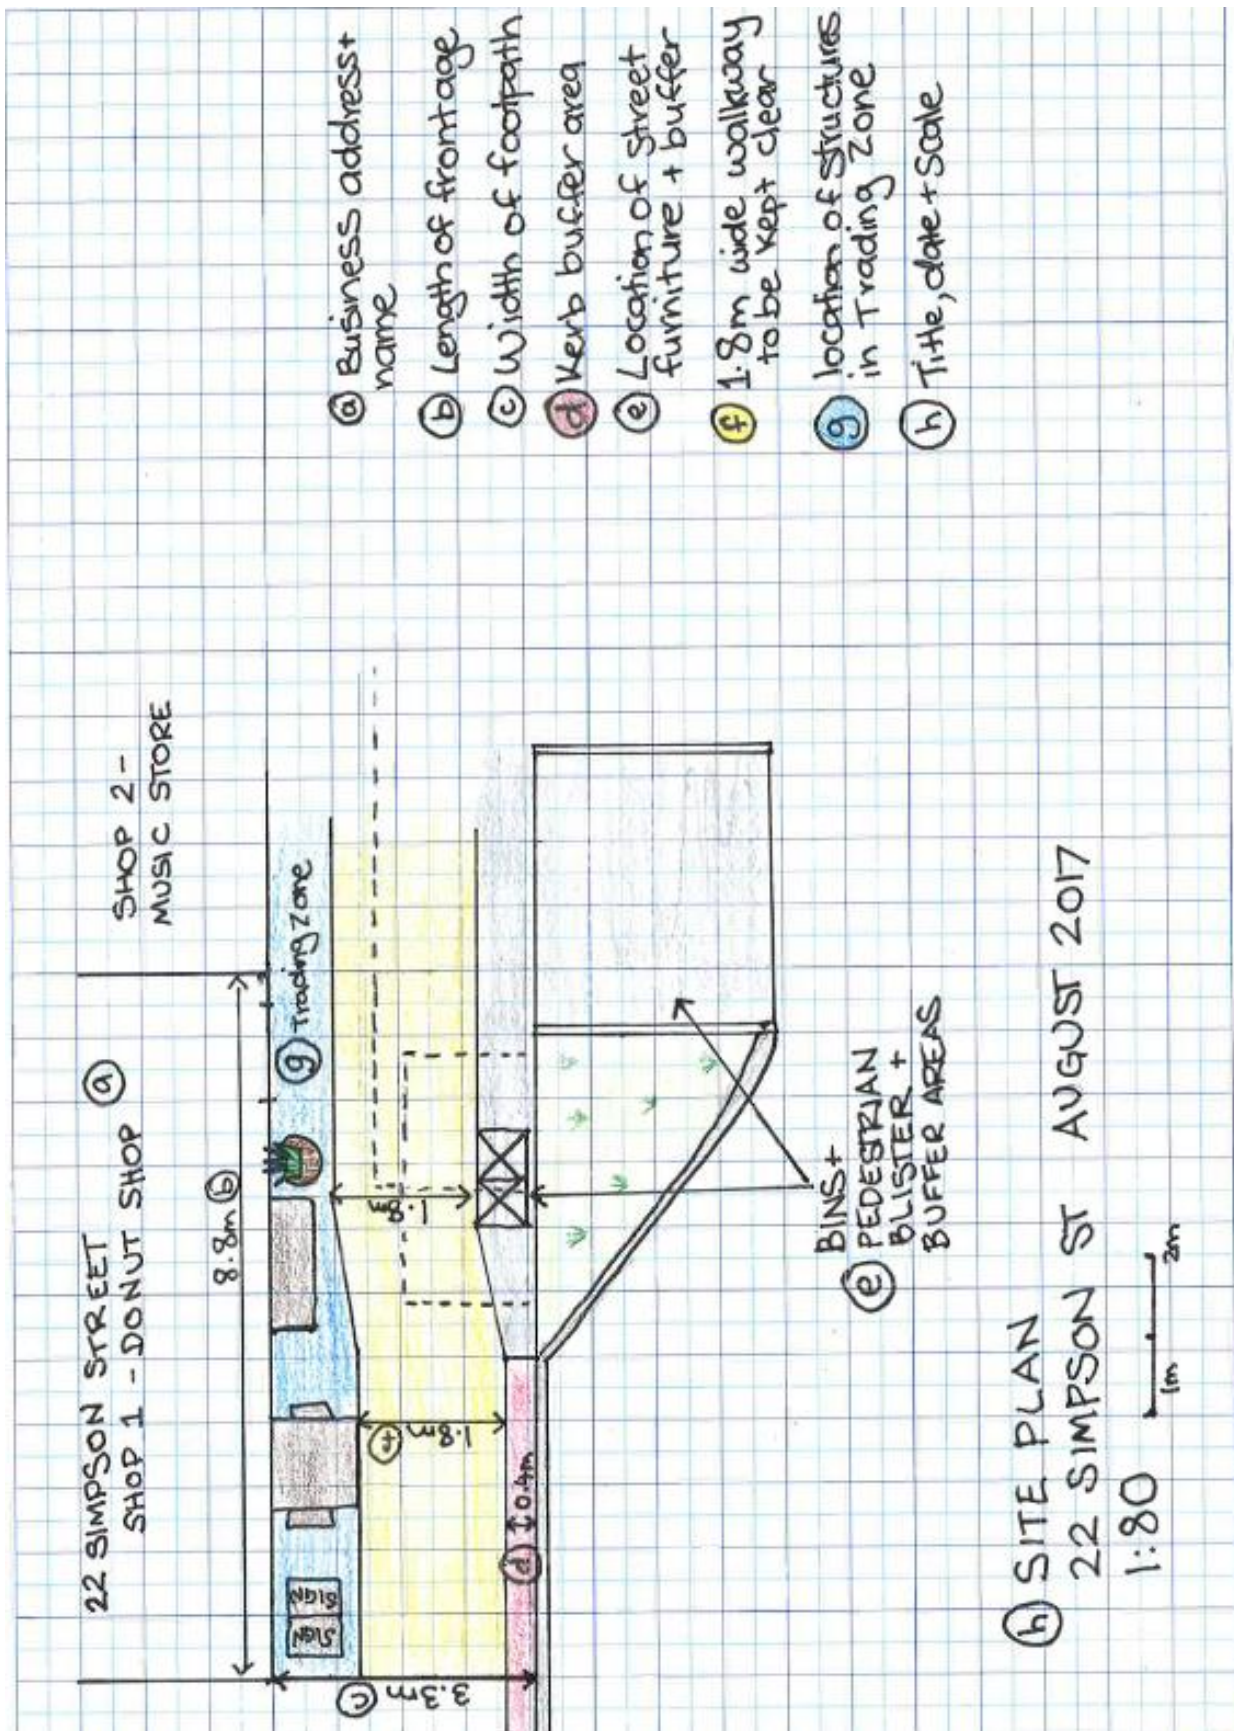 22 SIMPSON STREET ⓐ
SHOP 1 - DONUT SHOP
SHOP 2 -
MUSIC STORE
8.8m ⓑ
ⓖ Trading zone
SIGN
SIGN
ⓒ 3.3m
ⓕ 1.8m
1.8m
ⓓ 0.4m
BINS+
ⓔ PEDESTRIAN
BLISTER +
BUFFER AREAS
ⓗ SITE PLAN
22 SIMPSON ST AUGUST 2017
1:80
1m 2m
ⓐ Business address+
name
ⓑ Length of frontage
ⓒ Width of footpath
ⓓ Kerb buffer area
ⓔ Location of street
furniture + buffer
ⓕ 1.8m wide walkway
to be kept clear
ⓖ location of structures
in Trading Zone
ⓗ Title, date + Scale